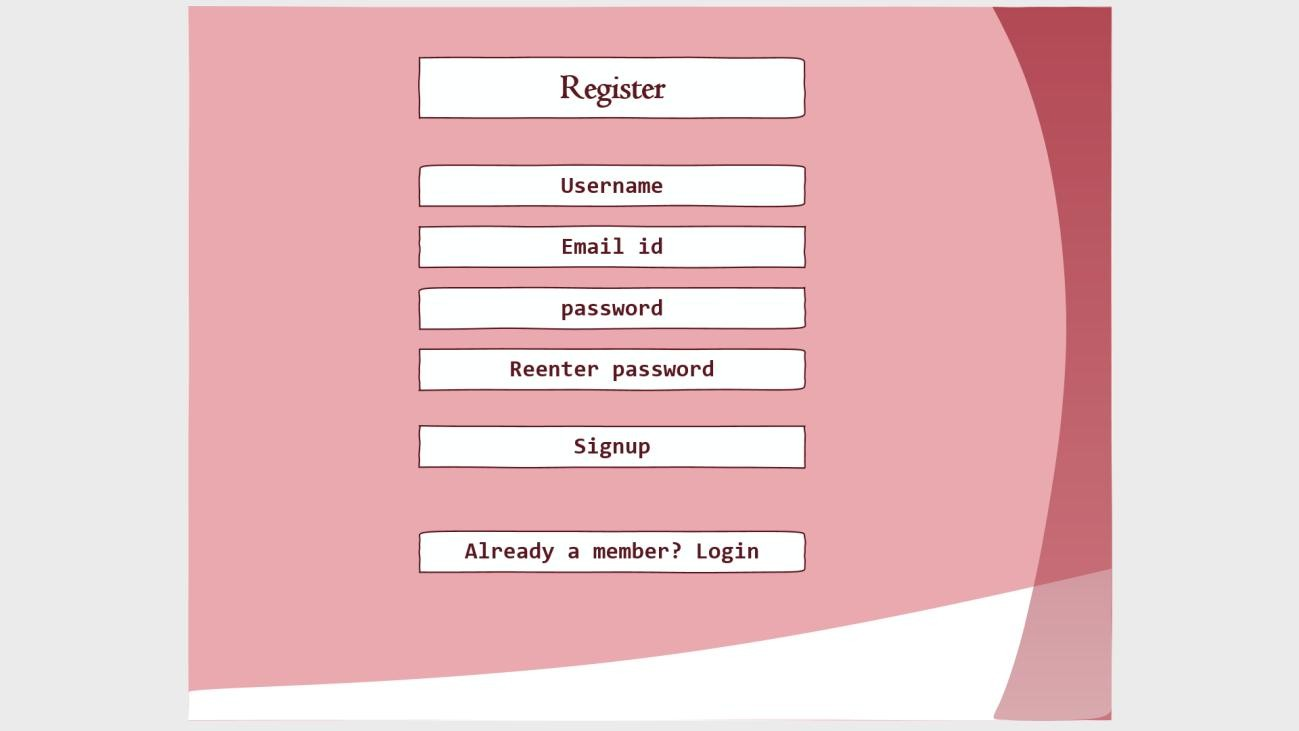 Register
Username
Email id
password
Reenter password
Signup
Already a member? Login